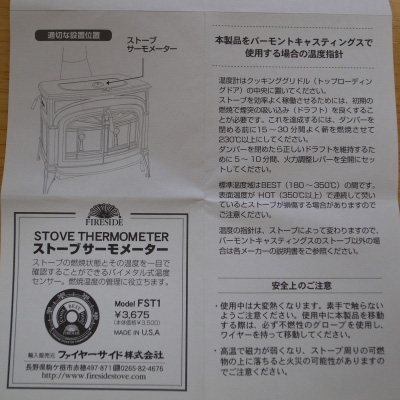 適切な設置位置
ストーブ
サーモメーター
FIRESIDE
STOVE THERMOMETER
ストーブサーモメーター
ストーブの燃焼状態とその温度を一目で
確認することができるバイメタル式温度
センサー。燃焼温度の管理に役立ちます。
Model FST1
¥3,675
(本体価格¥3,500)
MADE IN U.S.A
輸入販売元 ファイヤーサイド株式会社
長野県駒ケ根市赤穂497-871 ☎0265-82-4676
http://www.firesidestove.com
本製品をバーモントキャスティングスで
使用する場合の温度指針
温度計はクッキンググリドル(トップローディン
グドア)の中央に置いてください。
ストーブを効率よく稼働させるためには、初期の
燃焼で煙突の吸い込み(ドラフト)を良くするこ
とが必要です。これを達成するには、ダンパーを
閉める前に15~30分間よく薪を燃焼させて
230℃以上にしてください。
ダンパーを閉めたら正しいドラフトを維持するた
めに5~10分間、火力調整レバーを全開にセッ
トしてください。
標準温度域はBEST(180~350℃)の間です。
表面温度がHOT(350℃以上)で連続して焚い
ているとストーブが損傷する場合がありますので
ご注意ください。
温度の指針は、ストーブによって変わりますので、
バーモントキャスティングスのストーブ以外の場
合は各メーカーの説明書をご参照ください。
安全上のご注意
・使用中は大変熱くなります。素手で触らない
ようご注意ください。使用中に本製品を移動
する際は、必ず不燃性のグローブを使用し、
ワイヤーを持って移動してください。
・高温で磁力が弱くなり、ストーブ周りの可燃
物の上に落ちると火災の可能性がありますので
ご注意ください。